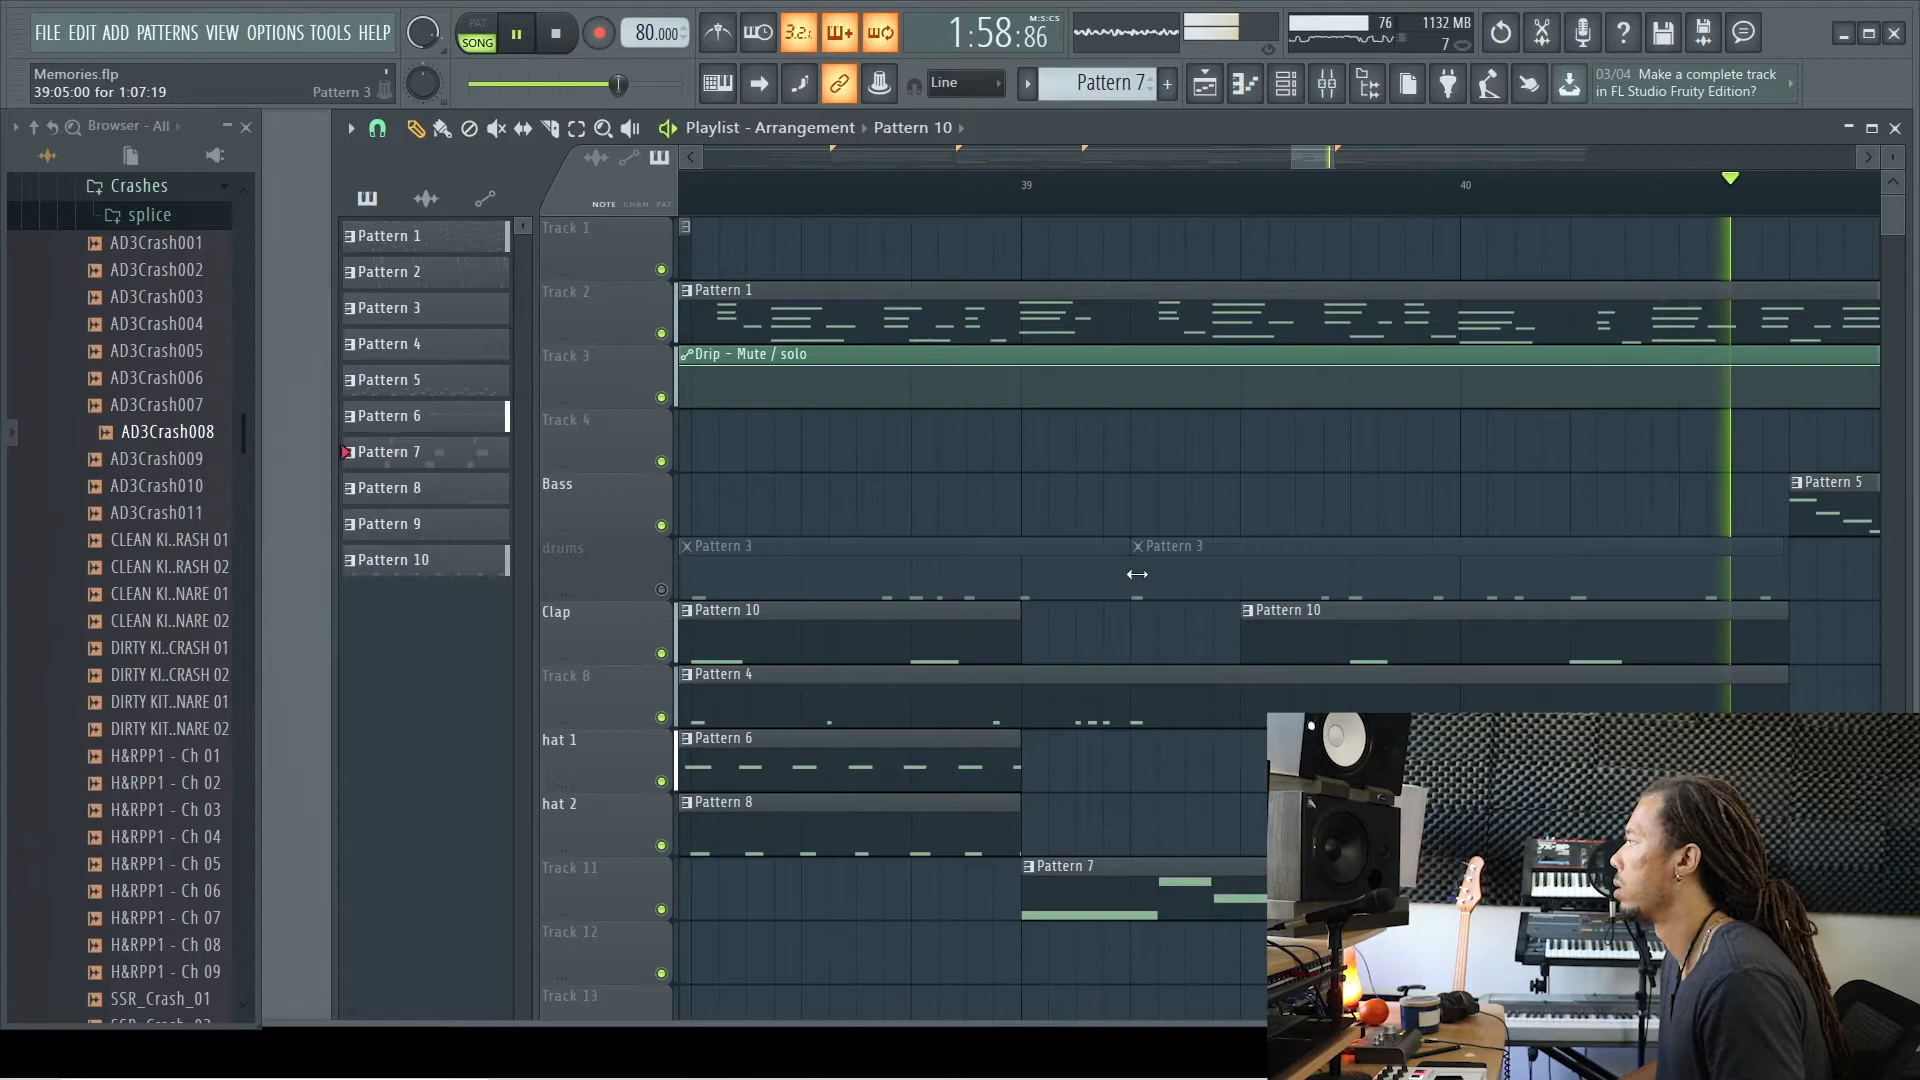 FILE EDIT ADD PATTERNS VIEW OPTIONS TOOLS HELP
PAT
SONG
80.000
3.2.1
1:58:86
M:S:CS
76
1132 MB
7
Memories.flp
39:05:00 for 1:07:19
Pattern 3
Line
Pattern 7
03/04 Make a complete track
in FL Studio Fruity Edition?
Browser - All
Playlist - Arrangement
Pattern 10
Crashes
splice
AD3Crash001
AD3Crash002
AD3Crash003
AD3Crash004
AD3Crash005
AD3Crash006
AD3Crash007
AD3Crash008
AD3Crash009
AD3Crash010
AD3Crash011
CLEAN KI..RASH 01
CLEAN KI..RASH 02
CLEAN KI..NARE 01
CLEAN KI..NARE 02
DIRTY KI..CRASH 01
DIRTY KI..CRASH 02
DIRTY KIT..NARE 01
DIRTY KIT..NARE 02
H&RPP1 - Ch 01
H&RPP1 - Ch 02
H&RPP1 - Ch 03
H&RPP1 - Ch 04
H&RPP1 - Ch 05
H&RPP1 - Ch 06
H&RPP1 - Ch 07
H&RPP1 - Ch 08
H&RPP1 - Ch 09
SSR_Crash_01
Pattern 1
Pattern 2
Pattern 3
Pattern 4
Pattern 5
Pattern 6
Pattern 7
Pattern 8
Pattern 9
Pattern 10
NOTE CHAN PAT
39
40
Track 1
Track 2
Pattern 1
Track 3
Drip - Mute / solo
Track 4
Bass
Pattern 5
drums
Pattern 3
Pattern 3
Clap
Pattern 10
Pattern 10
Track 8
Pattern 4
hat 1
Pattern 6
hat 2
Pattern 8
Track 11
Pattern 7
Track 12
Track 13